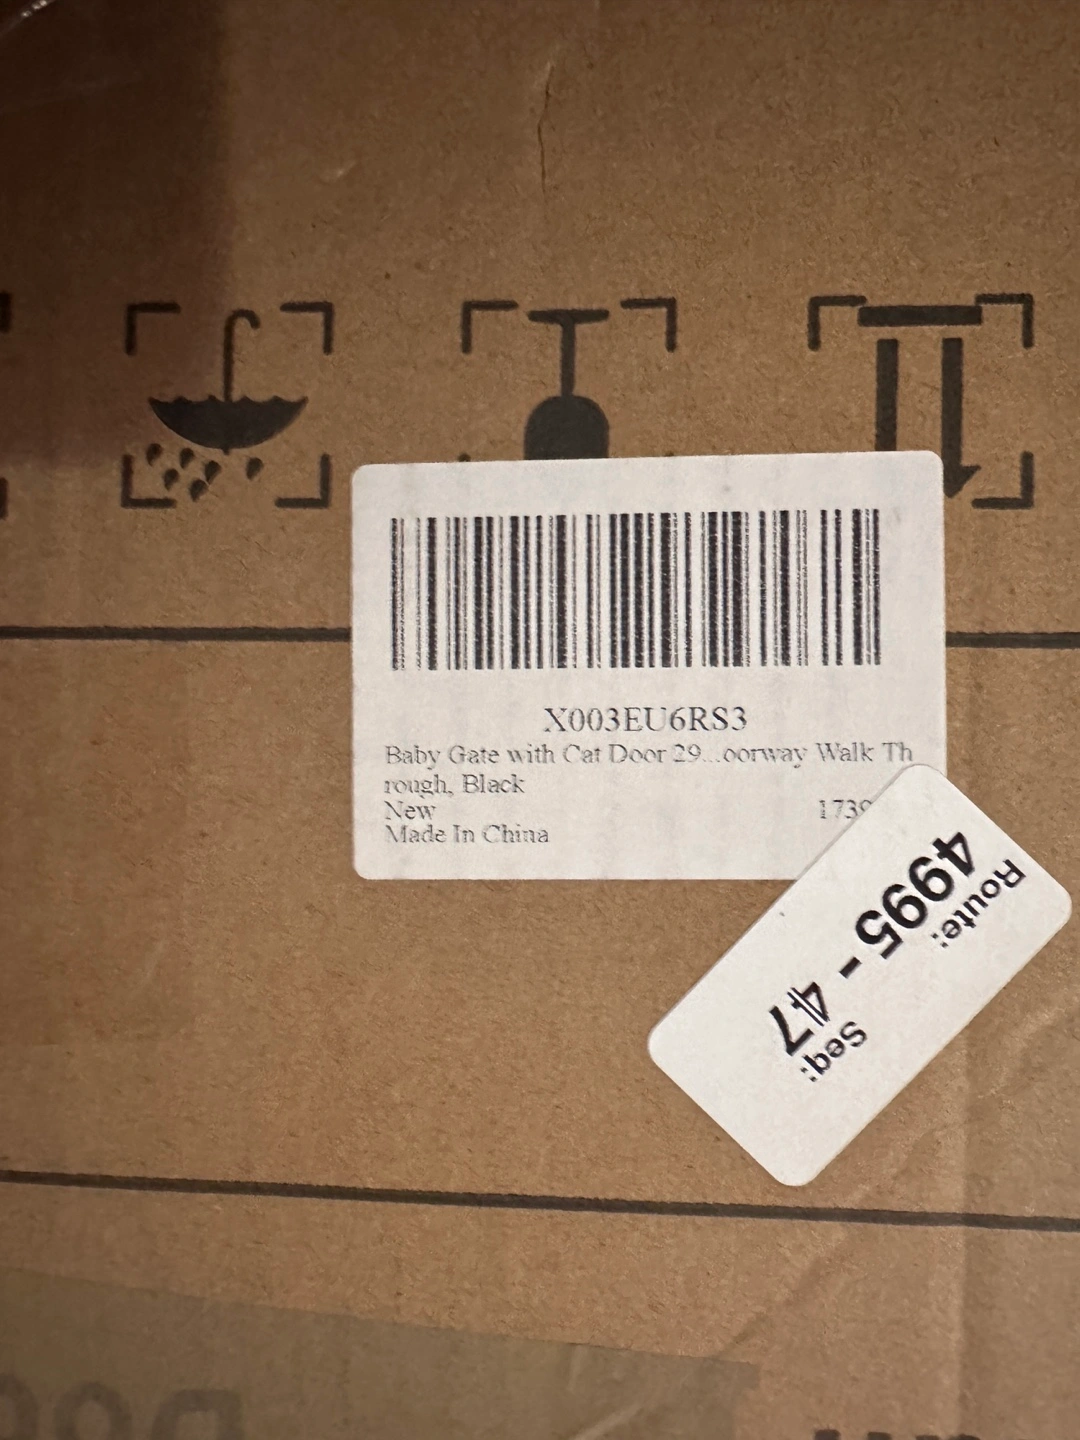 X003EU6RS3
Baby Gate with Cat Door 29...oorway Walk Th
rough, Black
New
Made In China
Route:
4995 - 47
Seq: